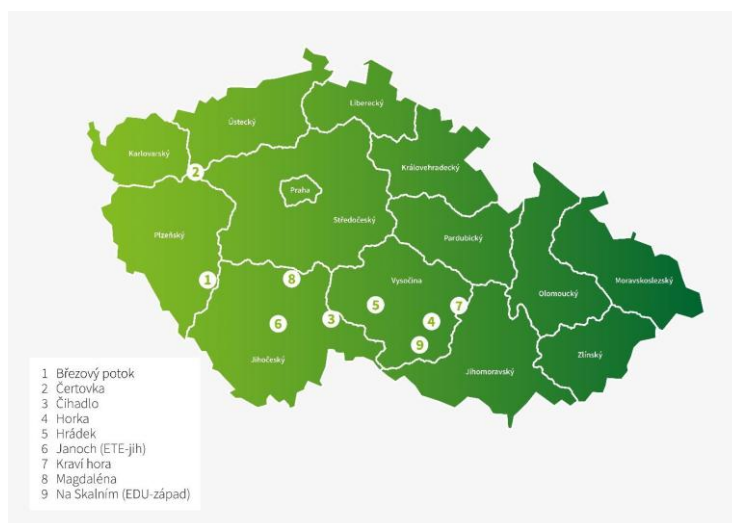 Liberecký
Ústecký
Karlovarský
Královehradecký
2
Praha
Středočeský
Plzeňský
Pardubický
1
8
Vysočina
Moravskoslezský
Olomoucký
5
7
3
4
6
9
Zlínský
Jihočeský
Jihomoravský
1 Březový potok
2 Čertovka
3 Čihadlo
4 Horka
5 Hrádek
6 Janoch (ETE-jih)
7 Kraví hora
8 Magdaléna
9 Na Skalním (EDU-západ)